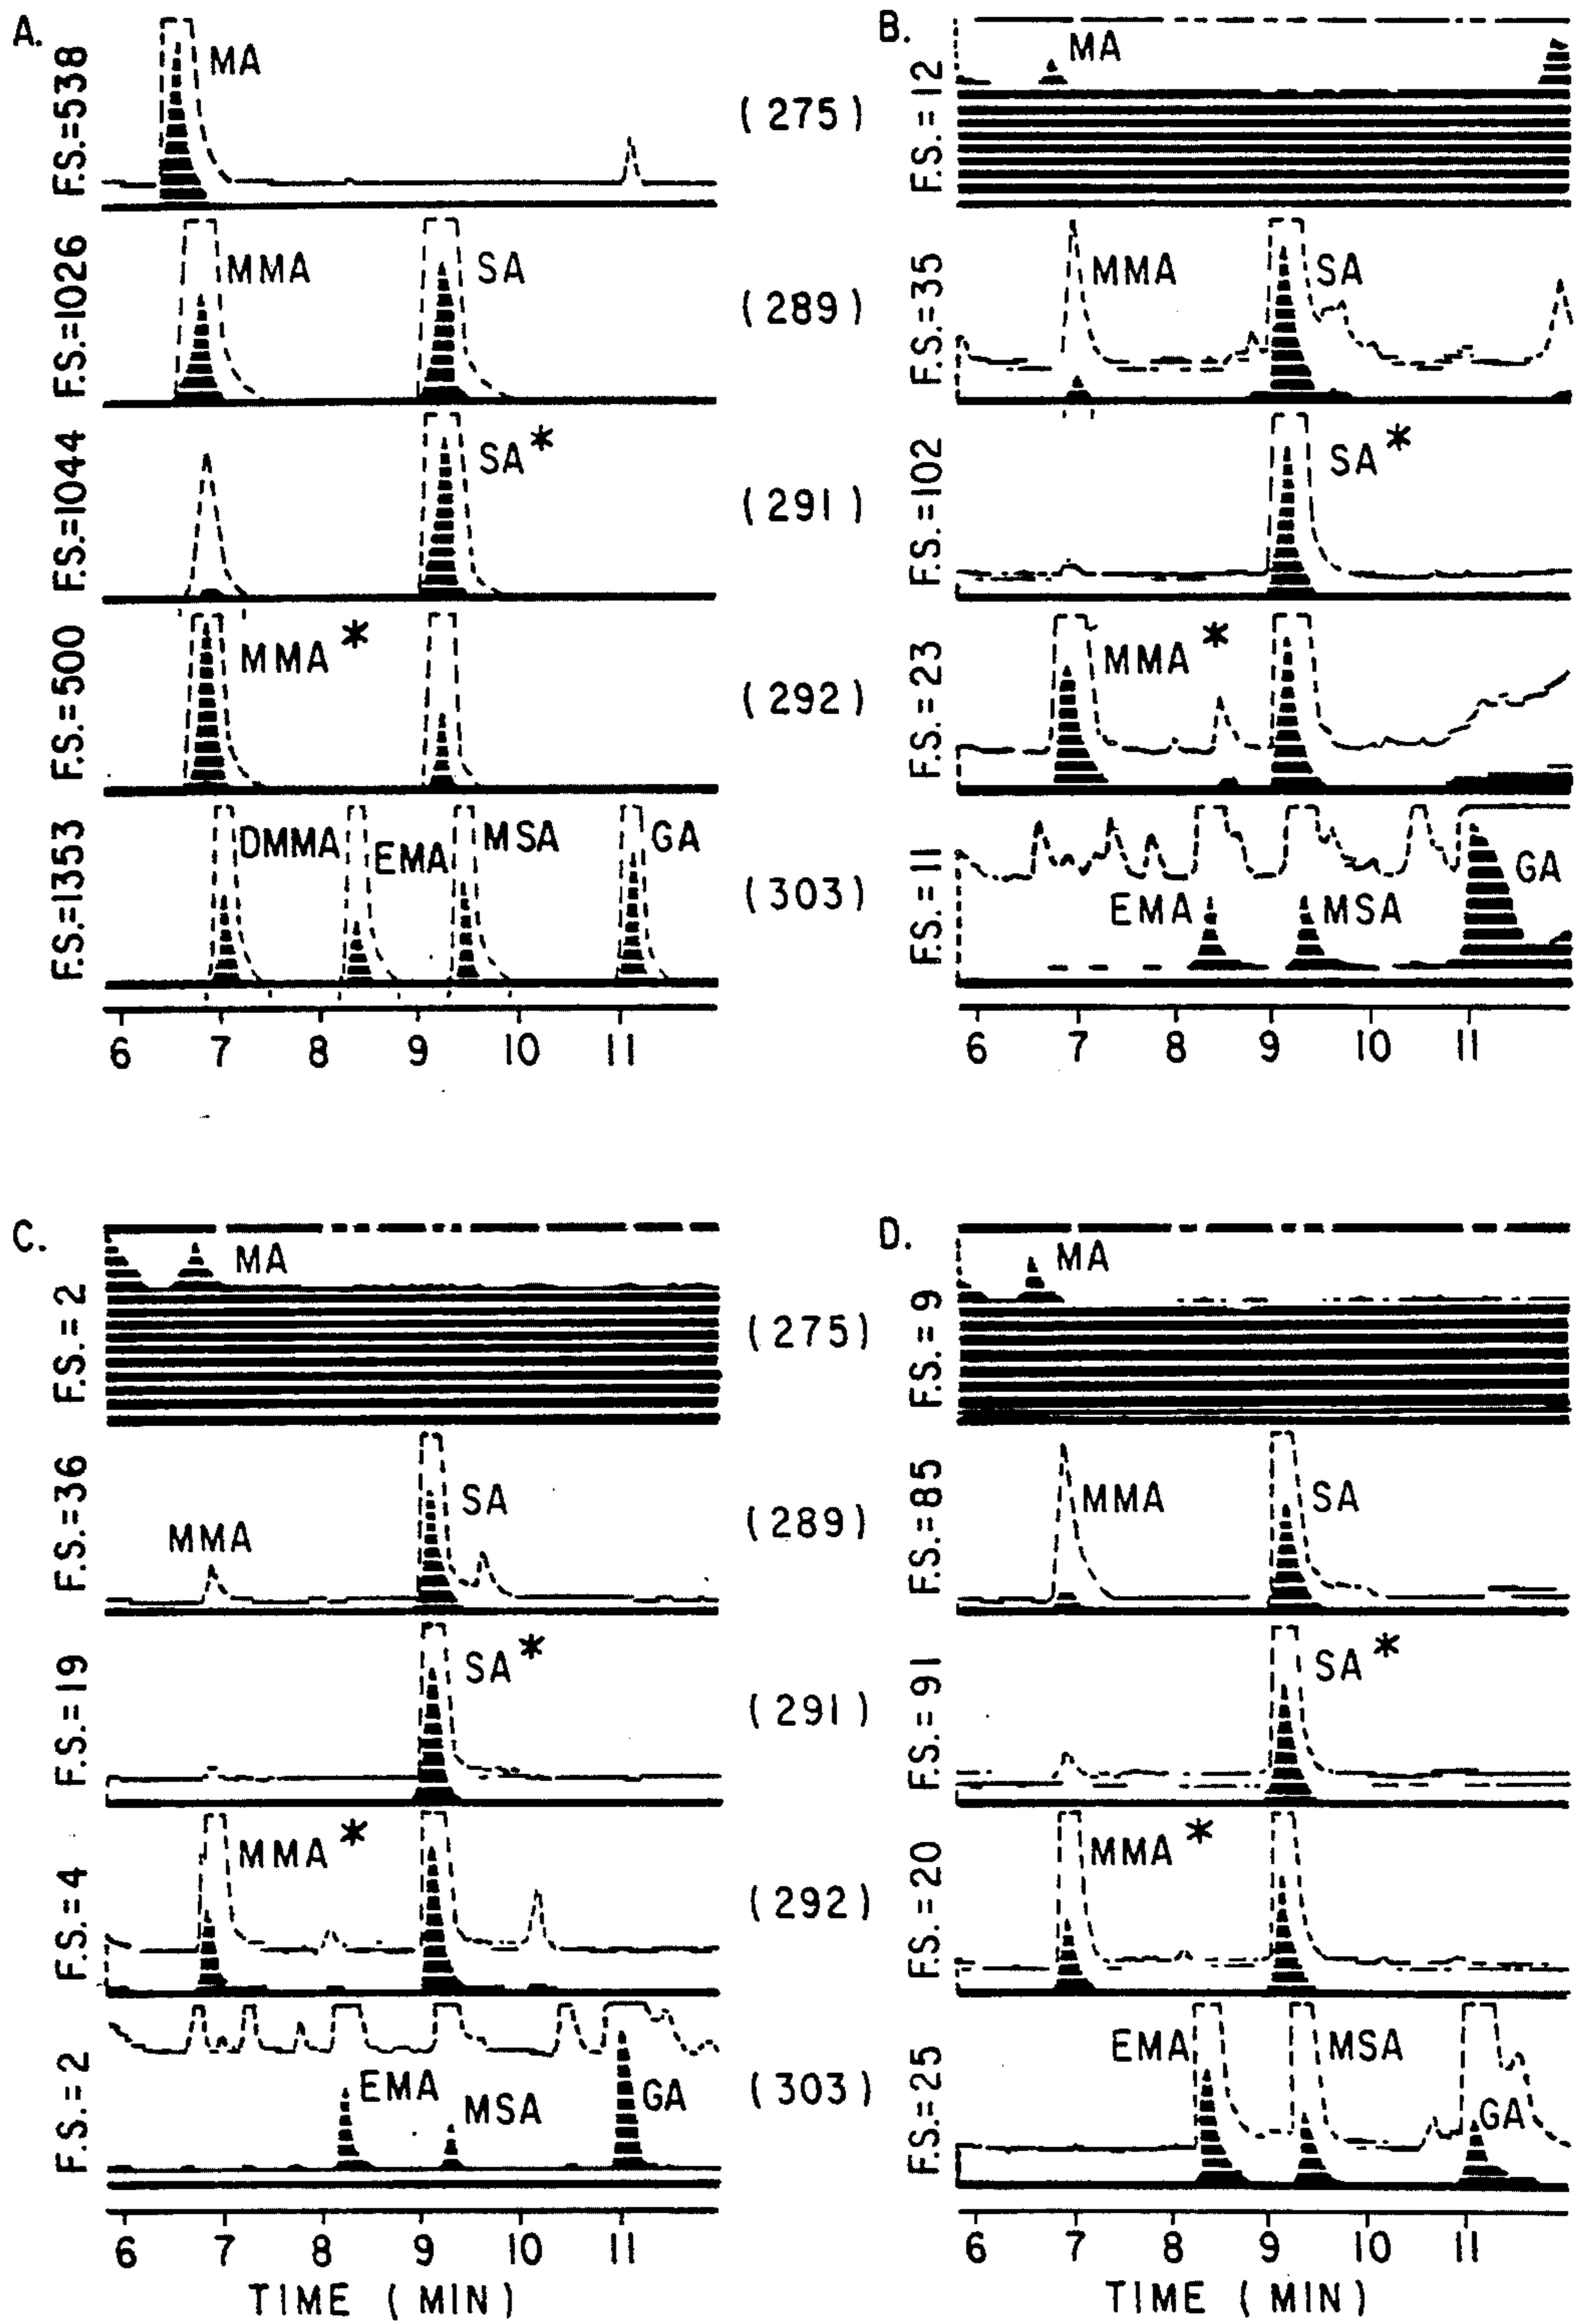 A.
F.S.=538
MA
(275)
F.S.=1026
MMA
SA
(289)
F.S.=1044
SA*
(291)
F.S.=500
MMA*
(292)
F.S.=1353
DMMA
EMA
MSA
GA
(303)
6 7 8 9 10 11
B.
F.S.=12
MA
F.S.=35
MMA
SA
F.S.=102
SA*
F.S.=23
MMA*
F.S.=11
EMA
MSA
GA
6 7 8 9 10 11
C.
F.S.=2
MA
(275)
F.S.=36
MMA
SA
(289)
F.S.=19
SA*
(291)
F.S.=4
MMA*
(292)
F.S.=2
EMA
MSA
GA
(303)
6 7 8 9 10 11
TIME (MIN)
D.
F.S.=9
MA
F.S.=85
MMA
SA
F.S.=91
SA*
F.S.=20
MMA*
F.S.=25
EMA
MSA
GA
6 7 8 9 10 11
TIME (MIN)